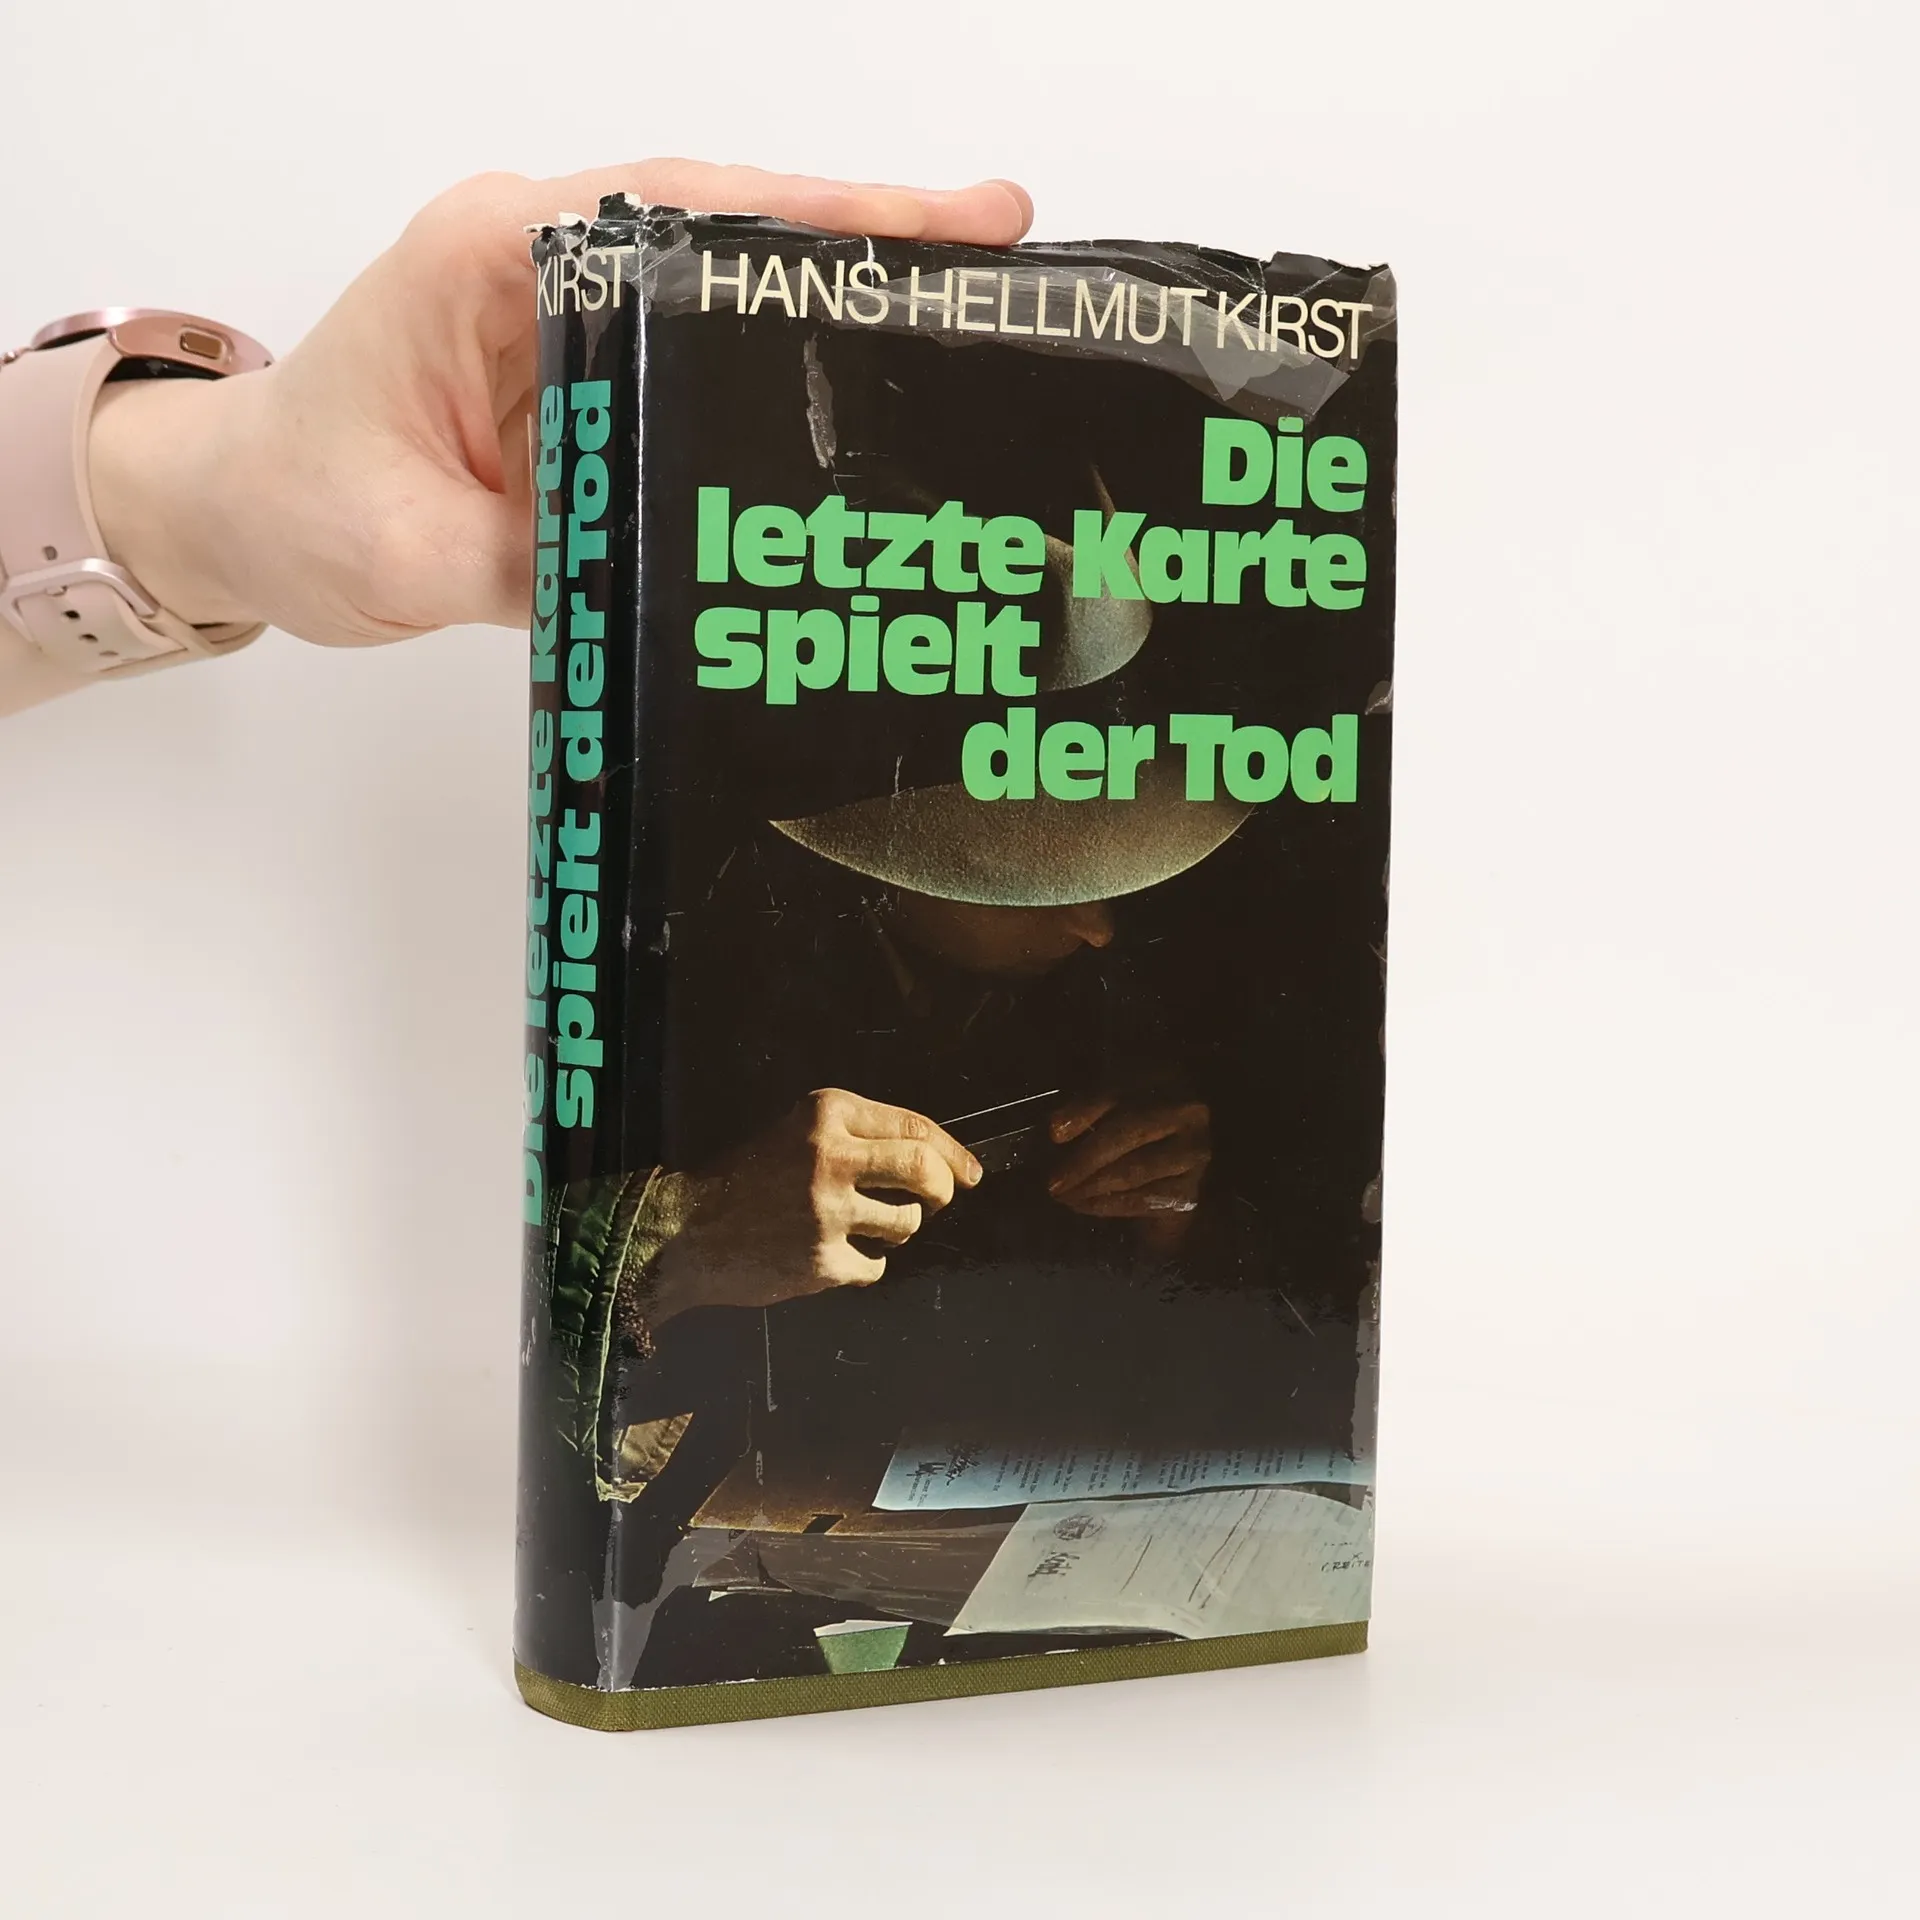 KIRST
Die letzte Karte
spielt der Tod
HANS HELLMUT KIRST
Die
letzte Karte
spielt
der Tod